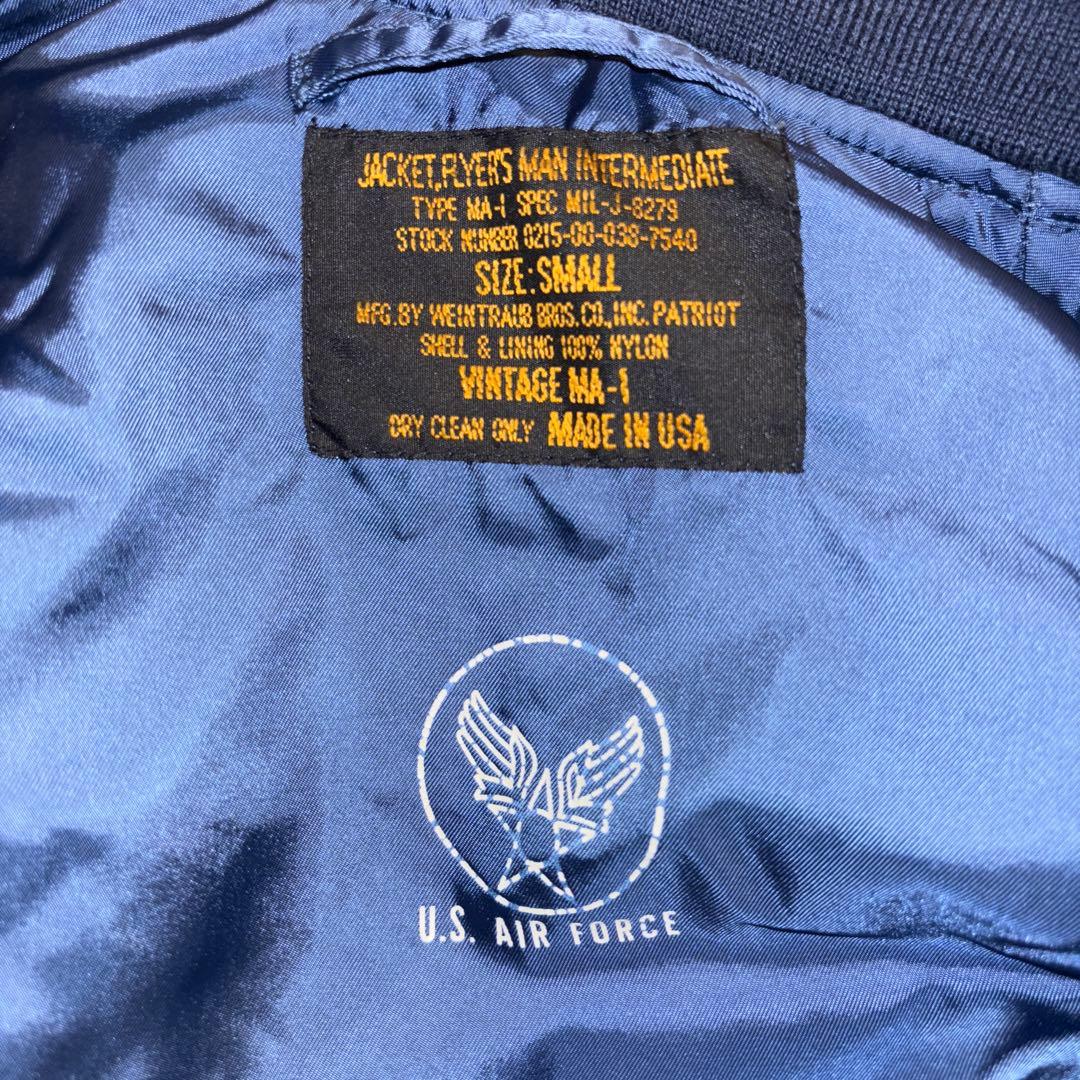 JACKET,FLYER'S MAN INTERMEDIATE
TYPE MA-1 SPEC MIL-J-8279
STOCK NUMBER 0215-00-038-7540
SIZE:SMALL
MFG.BY WEINTRAUB BROS.CO.,INC.PATRIOT
SHELL & LINING 100% NYLON
VINTAGE MA-1
DRY CLEAN ONLY MADE IN USA
U.S. AIR FORCE